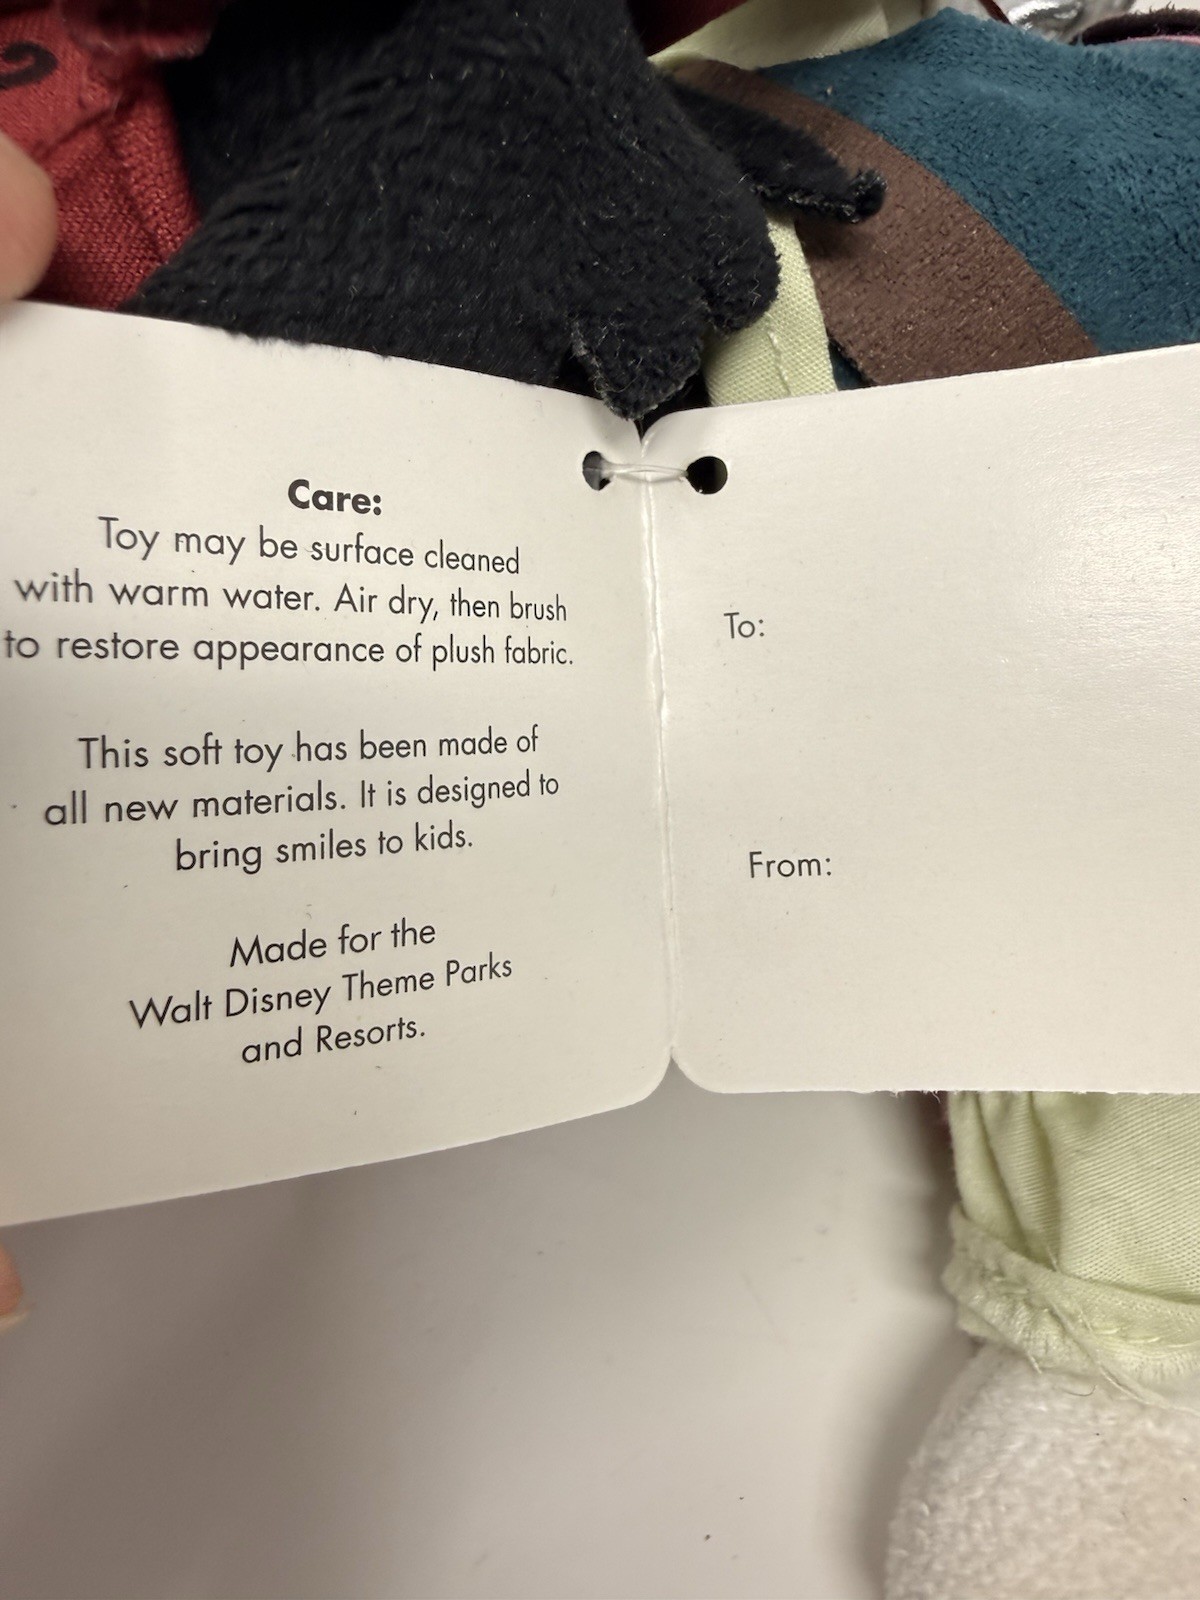 Care:
Toy may be surface cleaned
with warm water. Air dry, then brush
to restore appearance of plush fabric.
This soft toy has been made of
all new materials. It is designed to
bring smiles to kids.
Made for the
Walt Disney Theme Parks
and Resorts.
To:
From: